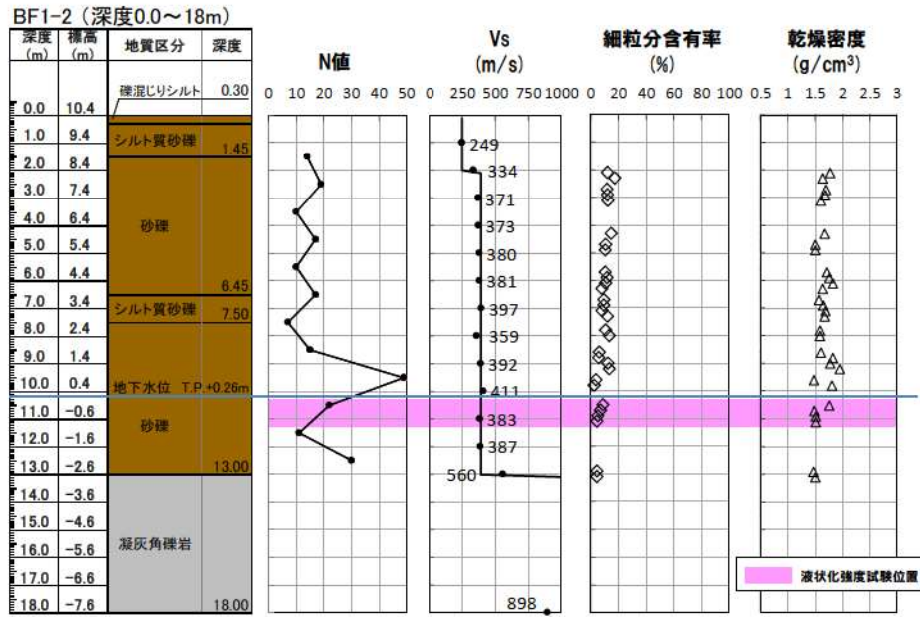 BF1-2 (深度0.0～18m)
深度 標高 地質区分 深度
(m) (m) (m)
N値
Vs
(m/s)
細粒分含有率
(%)
乾燥密度
(g/cm³)
礫混じりシルト 0.30
0 10 20 30 40 50
0 250 500 750 1000
0 20 40 60 80 100
0.5 1 1.5 2 2.5 3
0.0 10.4
1.0 9.4 シルト質砂礫 1.45
249
2.0 8.4
334
3.0 7.4
371
4.0 6.4 砂礫
373
5.0 5.4
380
6.0 4.4 6.45
381
7.0 3.4 シルト質砂礫 7.50
397
8.0 2.4
359
9.0 1.4
392
10.0 0.4 地下水位 T.P.+0.26m
411
11.0 -0.6 砂礫
383
12.0 -1.6
387
13.0 -2.6 13.00
560
14.0 -3.6
15.0 -4.6
16.0 -5.6 凝灰角礫岩
17.0 -6.6
18.0 -7.6 18.00
898
液状化強度試験位置